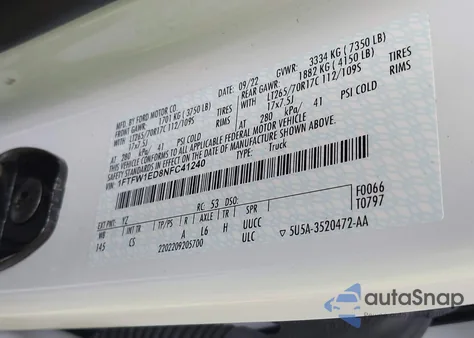 MFD. BY FORD MOTOR CO.
DATE: 09/22 GVWR: 3334 KG ( 7350 LB)
FRONT GAWR: 1701 KG ( 3750 LB) REAR GAWR: 1882 KG ( 4150 LB)
LT265/70R17C 112/109S TIRES LT265/70R17C 112/109S TIRES
17x7.5J RIMS 17x7.5J RIMS
AT 280 kPa/ 41 PSI COLD AT 280 kPa/ 41 PSI COLD
THIS VEHICLE CONFORMS TO ALL APPLICABLE FEDERAL MOTOR VEHICLE
SAFETY STANDARDS IN EFFECT ON THE DATE OF MANUFACTURE SHOWN ABOVE.
VIN: 1FTFW1ED8NFC41240
TYPE: Truck
F0066
T0797
EXT PNT: YZ RC: 53 DSO:
WB INT TR TP/PS R AXLE TR SPR
145 CS A L6 H UUCC
2202209205700 ULC
5U5A-3520472-AA
autaSnap